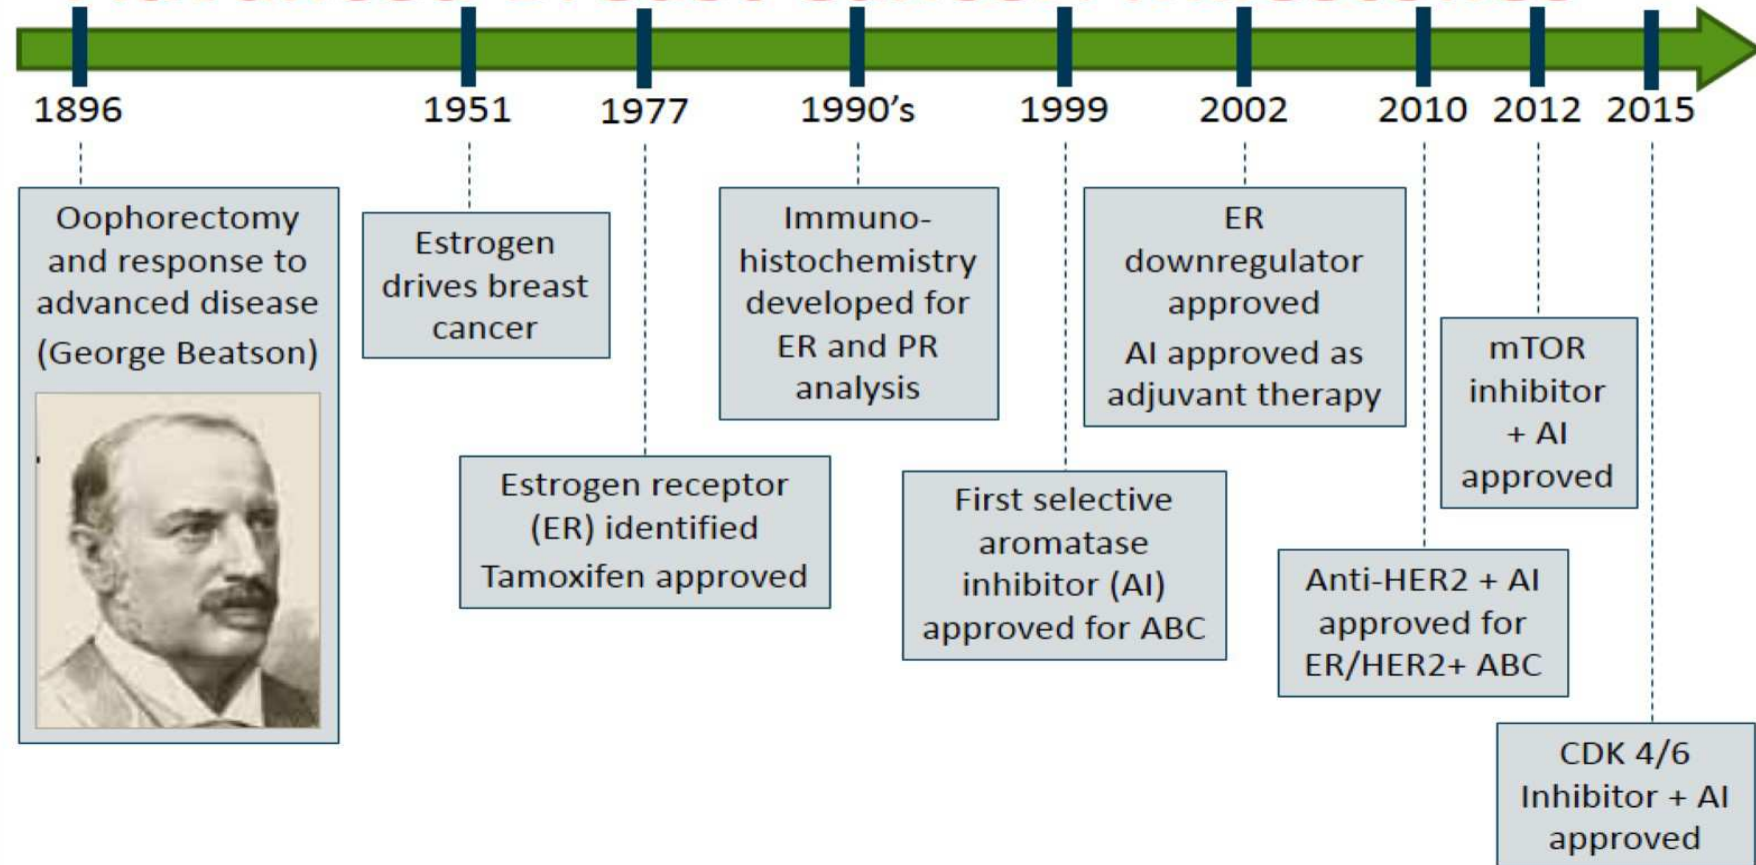 1896
1951
1977
1990's
1999
2002
2010
2012
2015
Oophorectomy
and response to
advanced disease
(George Beatson)
Estrogen
drives breast
cancer
Estrogen receptor
(ER) identified
Tamoxifen approved
Immuno-
histochemistry
developed for
ER and PR
analysis
First selective
aromatase
inhibitor (AI)
approved for ABC
ER
downregulator
approved
AI approved as
adjuvant therapy
Anti-HER2 + AI
approved for
ER/HER2+ ABC
mTOR
inhibitor
+ AI
approved
CDK 4/6
Inhibitor + AI
approved